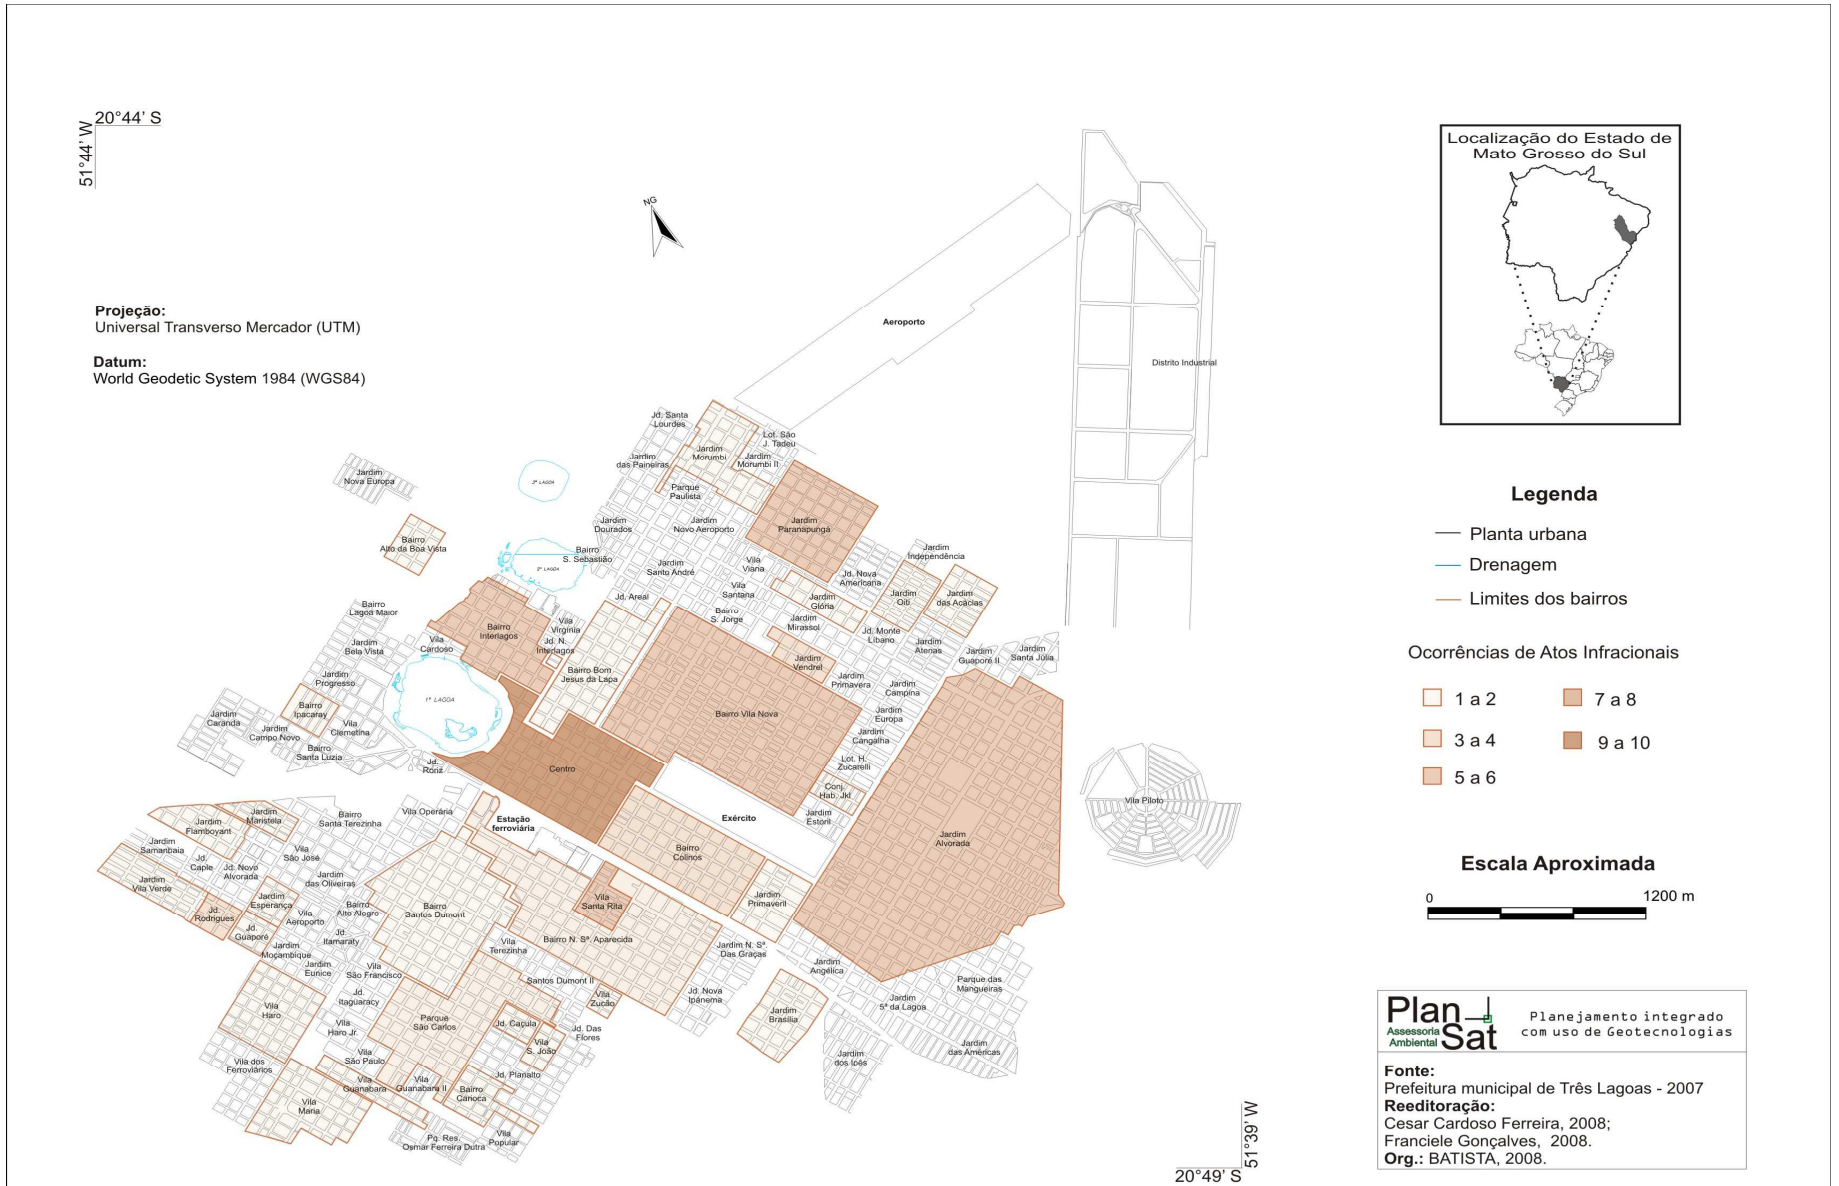 20°44' S
51°44' W
NG
Projeção:
Universal Transverso Mercador (UTM)
Datum:
World Geodetic System 1984 (WGS84)
Localização do Estado de
Mato Grosso do Sul
Legenda
Planta urbana
Drenagem
Limites dos bairros
Ocorrências de Atos Infracionais
1 a 2
7 a 8
3 a 4
9 a 10
5 a 6
Escala Aproximada
0
1200 m
Plan
Sat
Assessoria
Ambiental
Planejamento integrado
com uso de Geotecnologias
Fonte:
Prefeitura municipal de Três Lagoas - 2007
Reeditoração:
Cesar Cardoso Ferreira, 2008;
Franciele Gonçalves, 2008.
Org.: BATISTA, 2008.
51°39' W
20°49' S
Aeroporto
Distrito Industrial
Jd. Santa
Lourdes
Lot. São
J. Tadeu
Jardim
Morumbi
Jardim
Morumbi II
Jardim
das Paineiras
Jardim
Nova Europa
3ª LAGOA
Parque
Paulista
Jardim
Dourados
Jardim
Novo Aeroporto
Jardim
Paranapungá
Bairro
Alto da Boa Vista
Bairro
S. Sebastião
2ª LAGOA
Jardim
Santo André
Vila
Viana
Jardim
Independência
Jd. Nova
Americana
Vila
Santana
Jd. Areal
Jardim
Glória
Jardim
Oiti
Jardim
das Acácias
Bairro
Lagoa Maior
Bairro
S. Jorge
Jardim
Mirassol
Vila
Virgínia
Bairro
Interlagos
Jd. N.
Interlagos
Vila
Cardoso
Jd. Monte
Líbano
Jardim
Atenas
Jardim
Guaporé II
Jardim
Santa Júlia
Jardim
Bela Vista
Jardim
Vendrel
Bairro Bom
Jesus da Lapa
Jardim
Progresso
Jardim
Primavera
Jardim
Campina
1ª LAGOA
Bairro
Ipacaray
Bairro Vila Nova
Jardim
Europa
Jardim
Carandá
Jardim
Campo Novo
Vila
Clementina
Jardim
Cangalha
Bairro
Santa Luzia
Jd.
Roriz
Centro
Lot. H.
Zucarelli
Conj.
Hab. Jkl
Vila Piloto
Jardim
Estoril
Exército
Estação
ferroviária
Vila Operária
Bairro
Santa Terezinha
Jardim
Maristela
Jardim
Flamboyant
Jardim
Alvorada
Bairro
Colinos
Jardim
Samambaia
Vila
São José
Jd.
Caple
Jd. Novo
Alvorada
Jardim
das Oliveiras
Jardim
Vila Verde
Jardim
Esperança
Jardim
Primaveril
Vila
Santa Rita
Jd.
Rodrigues
Vila
Aeroporto
Bairro
Alto Alegro
Bairro
Santos Dumont
Jd.
Guaporé
Jd.
Itamaraty
Bairro N. Sª. Aparecida
Jardim
Moçambique
Vila
Terezinha
Jardim N. Sª.
Das Graças
Jardim
Eunice
Vila
São Francisco
Jardim
Angélica
Santos Dumont II
Parque das
Mangueiras
Jd.
Itaguaracy
Vila
Zucão
Jd. Nova
Ipanema
Jardim
5ª da Lagoa
Vila
Haro
Jardim
Brasília
Parque
São Carlos
Jd. Caçula
Vila
Haro Jr.
Jd. Das
Flores
Vila
S. João
Jardim
das Américas
Vila
São Paulo
Jardim
dos Ipês
Vila dos
Ferroviários
Jd. Planalto
Vila
Guanabara
Vila
Guanabara II
Bairro
Carioca
Vila
Maria
Pq. Res.
Osmar Ferreira Dutra
Vila
Popular